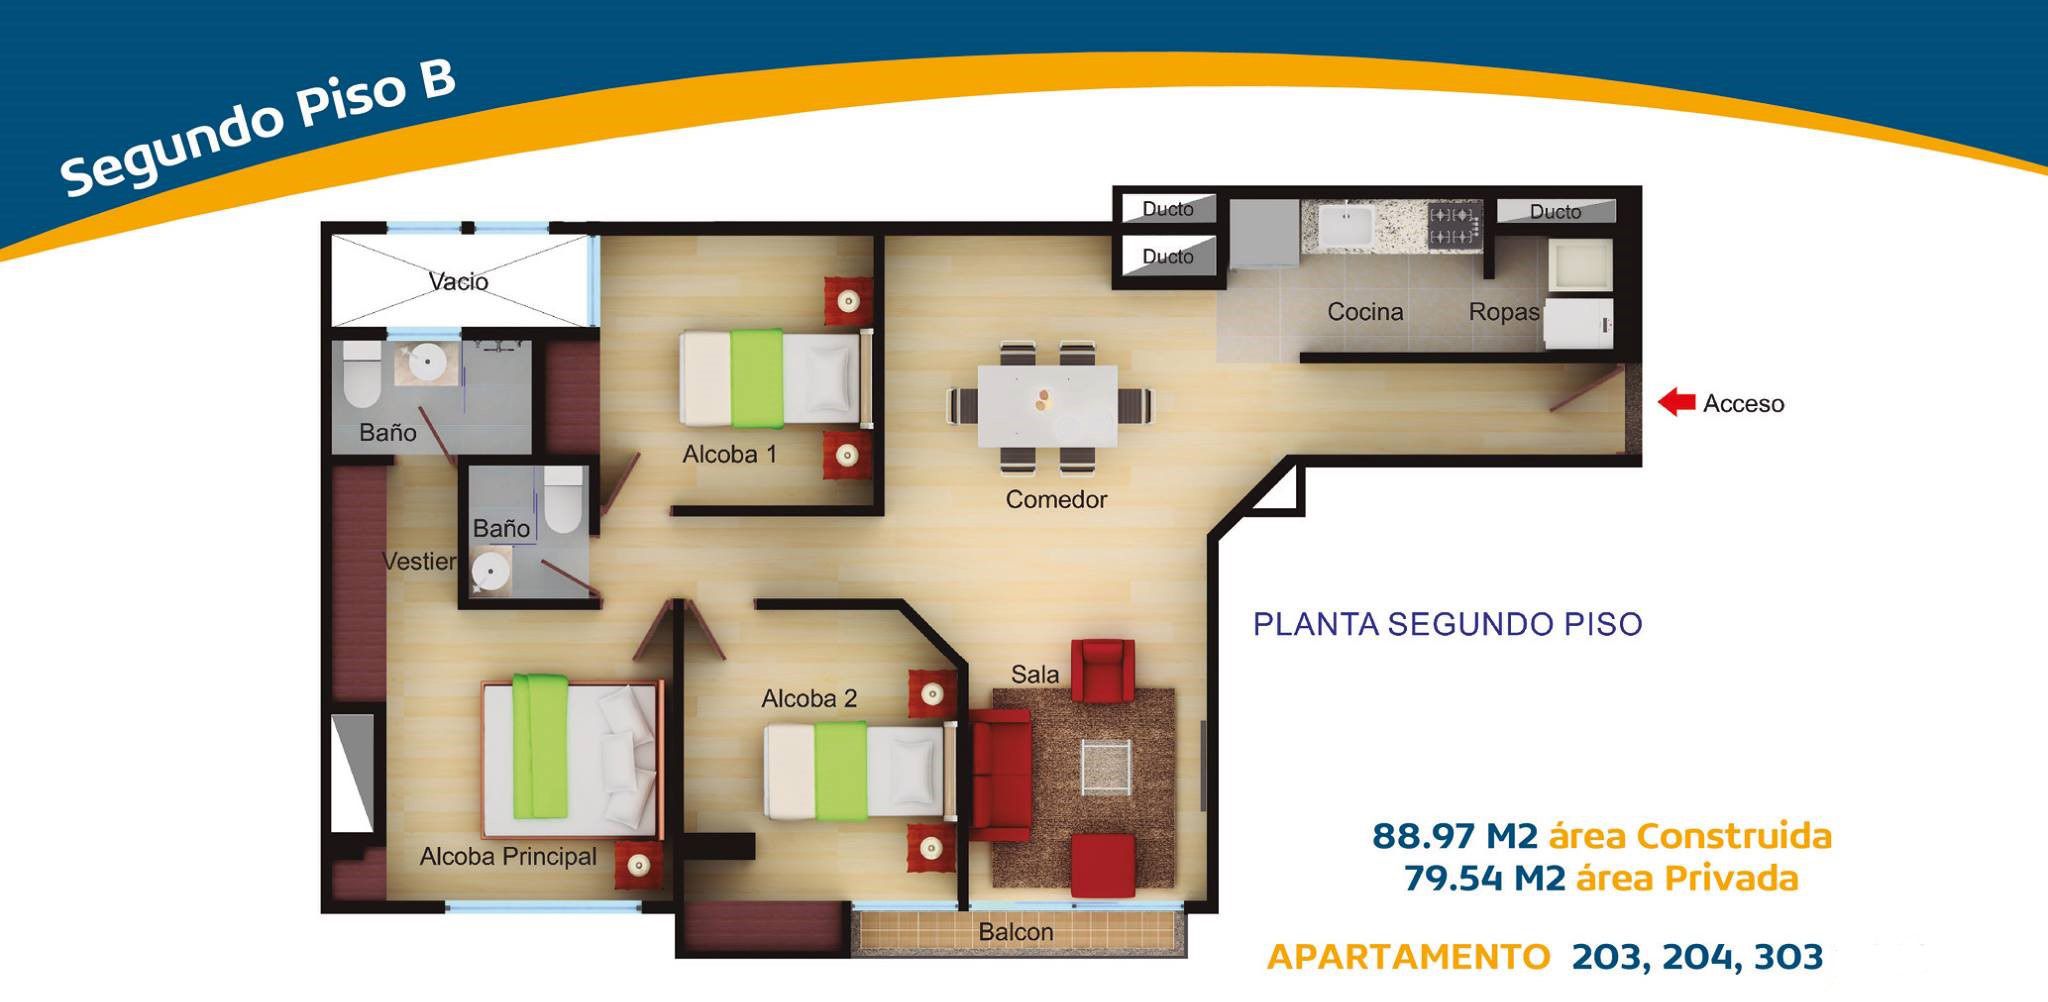 Segundo Piso B
Ducto
Ducto
Ducto
Vacio
Cocina
Ropas
Acceso
Baño
Alcoba 1
Comedor
Baño
Vestier
PLANTA SEGUNDO PISO
Sala
Alcoba 2
Alcoba Principal
Balcon
88.97 M2 área Construida
79.54 M2 área Privada
APARTAMENTO 203, 204, 303